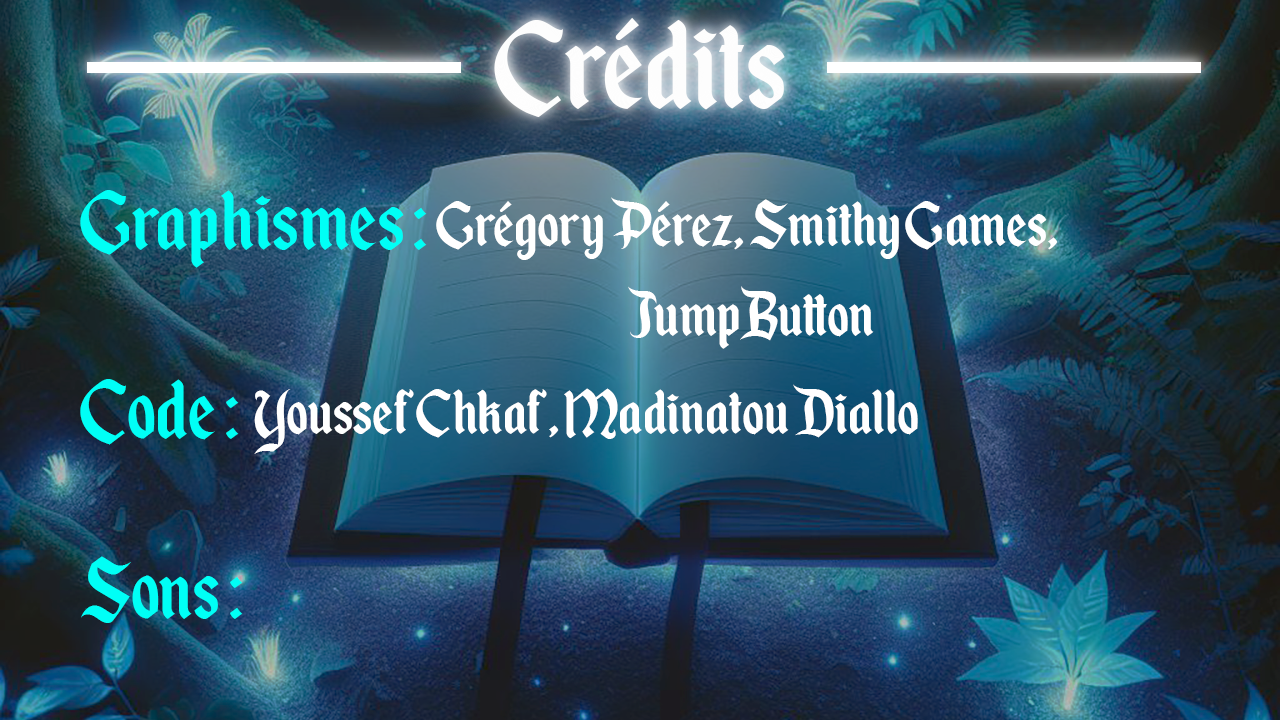 Crédits
Graphismes : Grégory Pérez, SmithyGames,
JumpButton
Code : Youssef Chkaf , Madinatou Diallo
Sons :